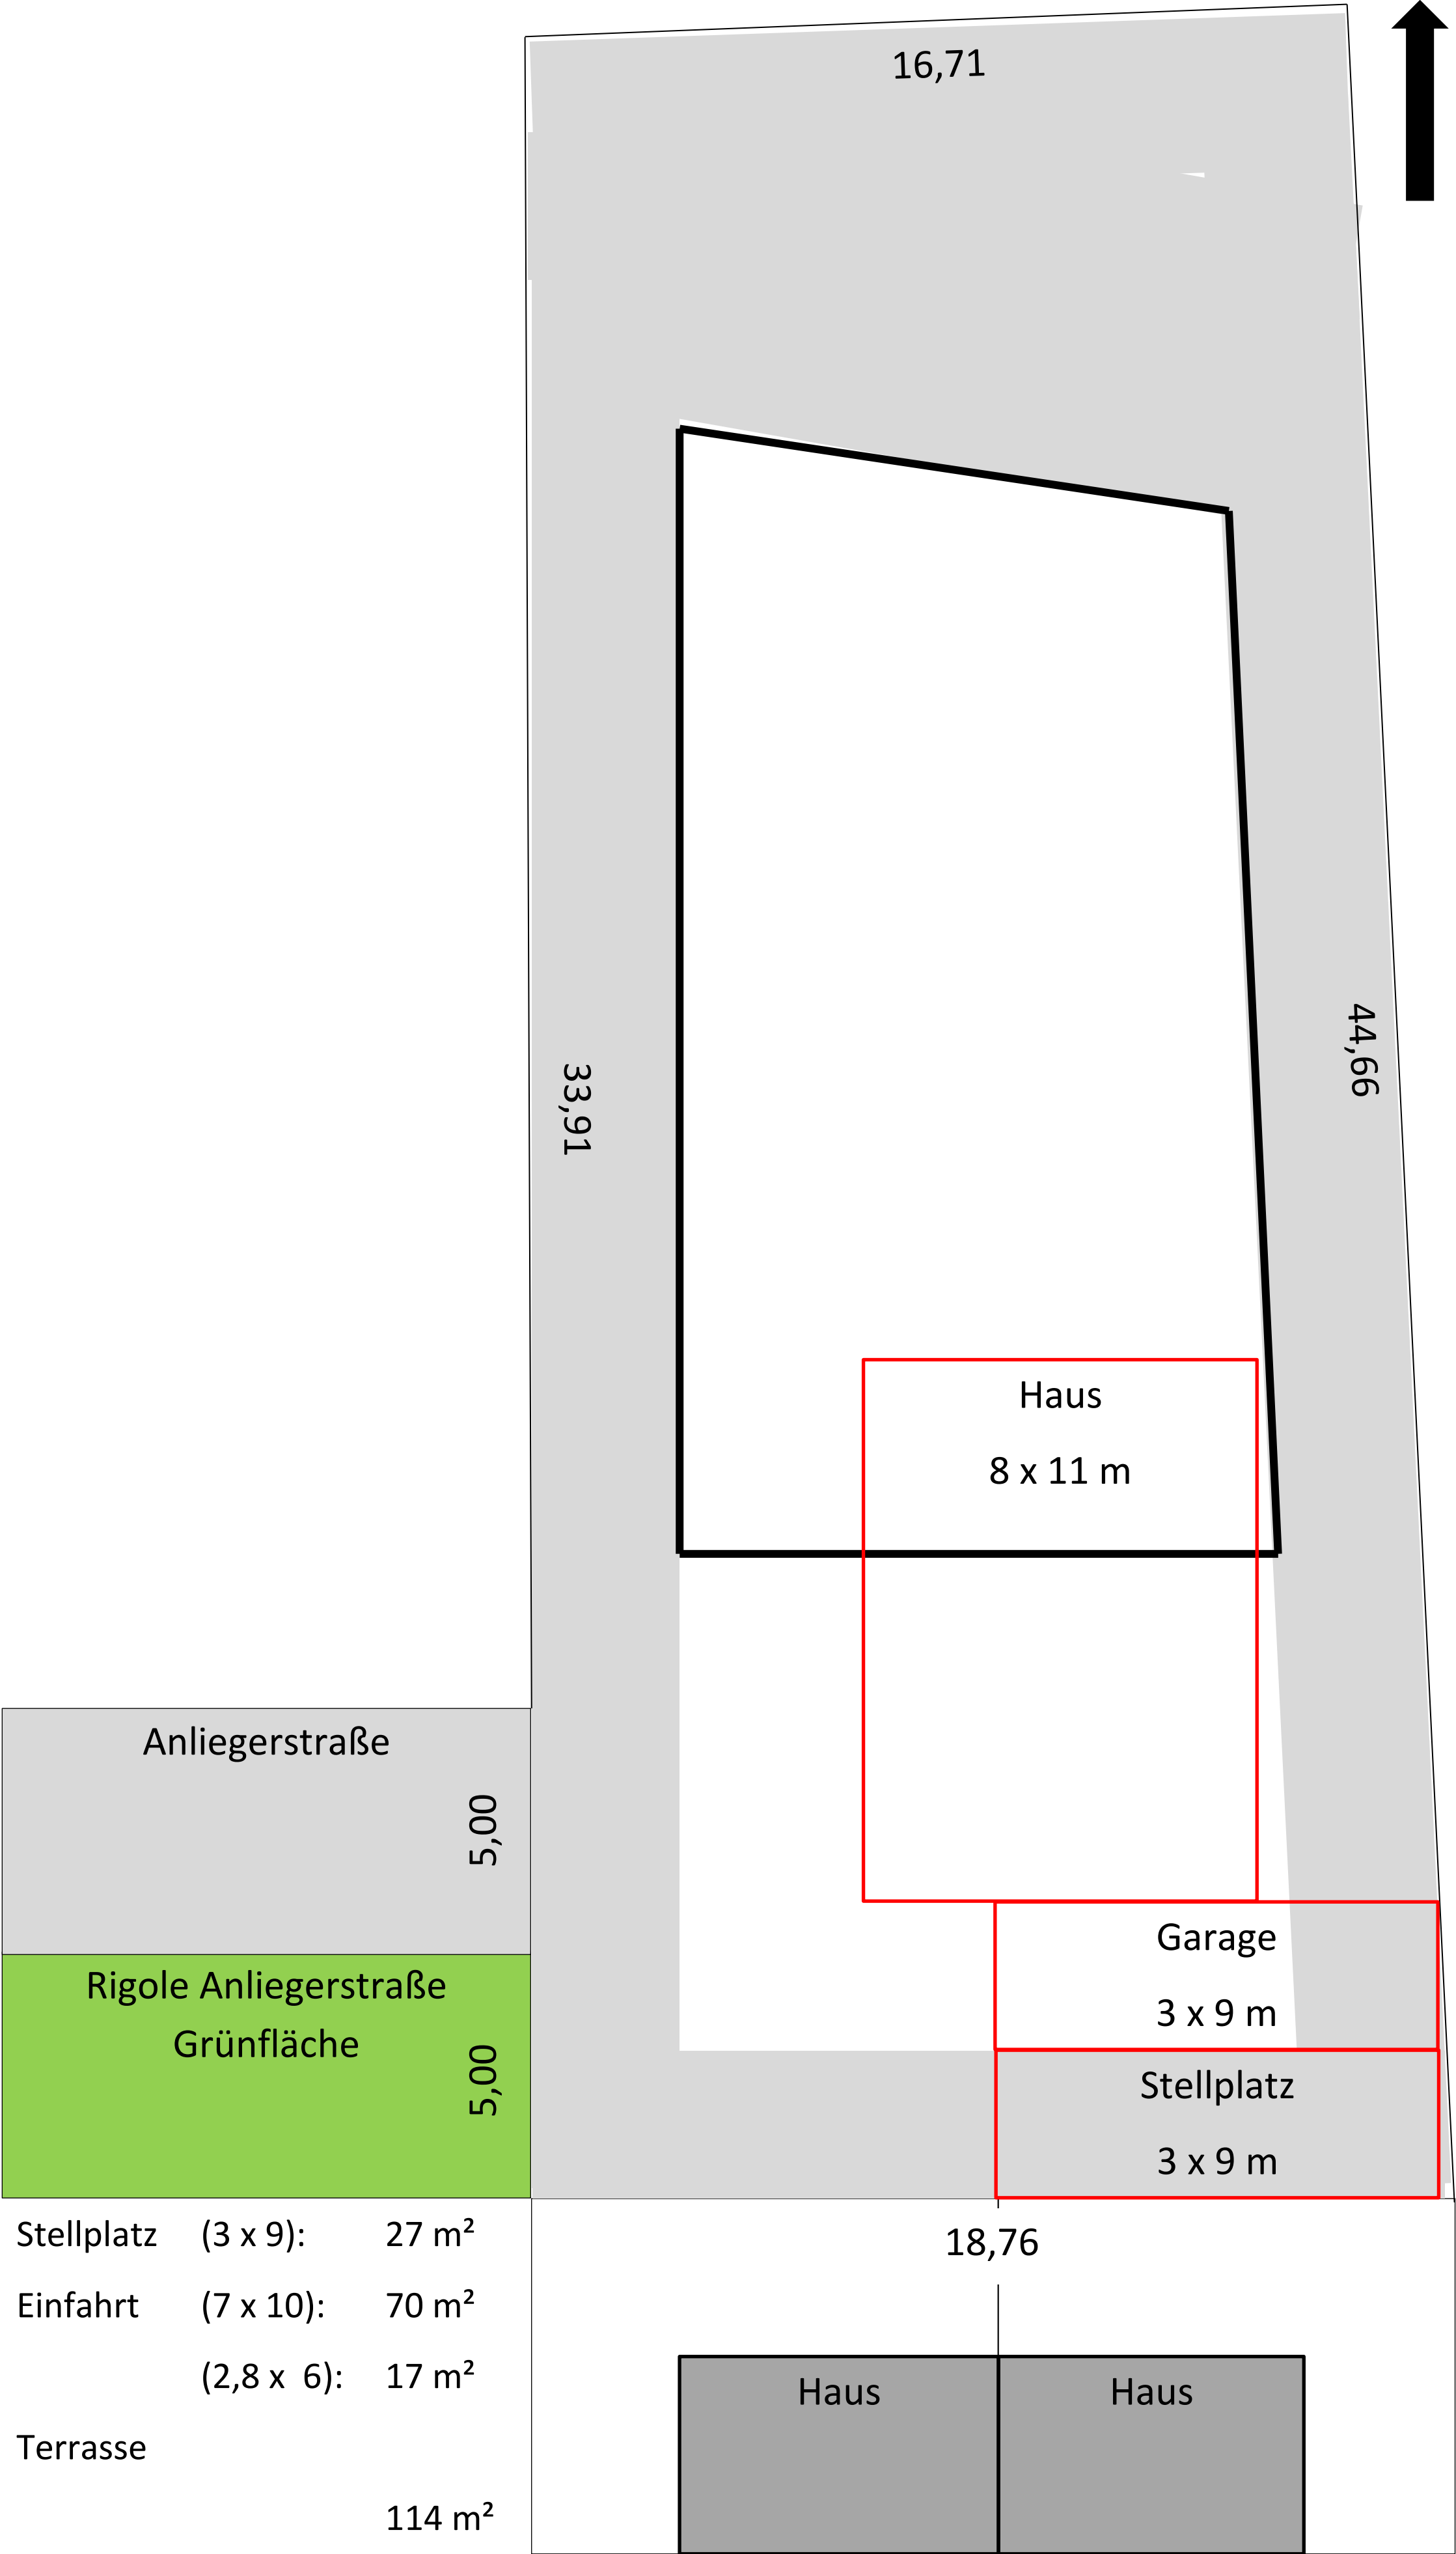 16,71
33,91
44,66
Haus
8 x 11 m
Anliegerstraße
5,00
Rigole Anliegerstraße
Grünfläche
5,00
Garage
3 x 9 m
Stellplatz
3 x 9 m
18,76
Stellplatz (3 x 9): 27 m²
Einfahrt (7 x 10): 70 m²
(2,8 x 6): 17 m²
Terrasse
114 m²
Haus
Haus